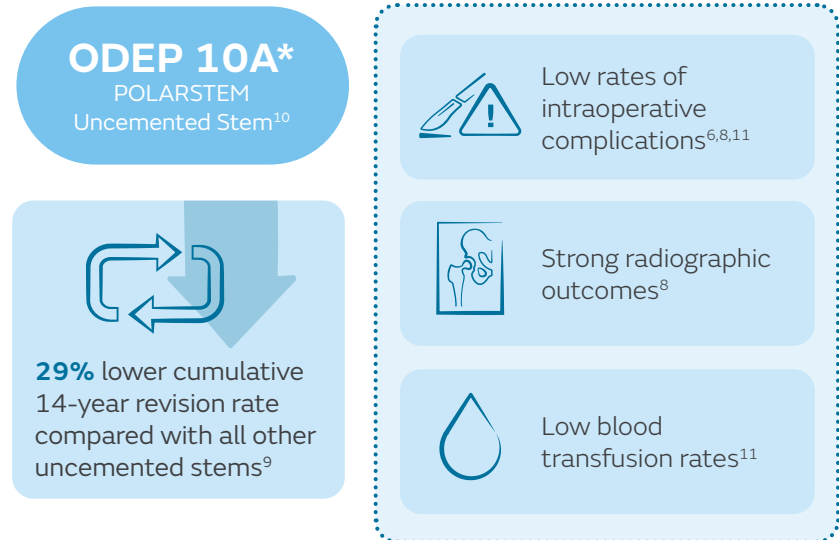 ODEP 10A*
POLARSTEM
Uncemented Stem¹⁰
29% lower cumulative
14-year revision rate
compared with all other
uncemented stems⁹
Low rates of
intraoperative
complications⁶,⁸,¹¹
Strong radiographic
outcomes⁸
Low blood
transfusion rates¹¹